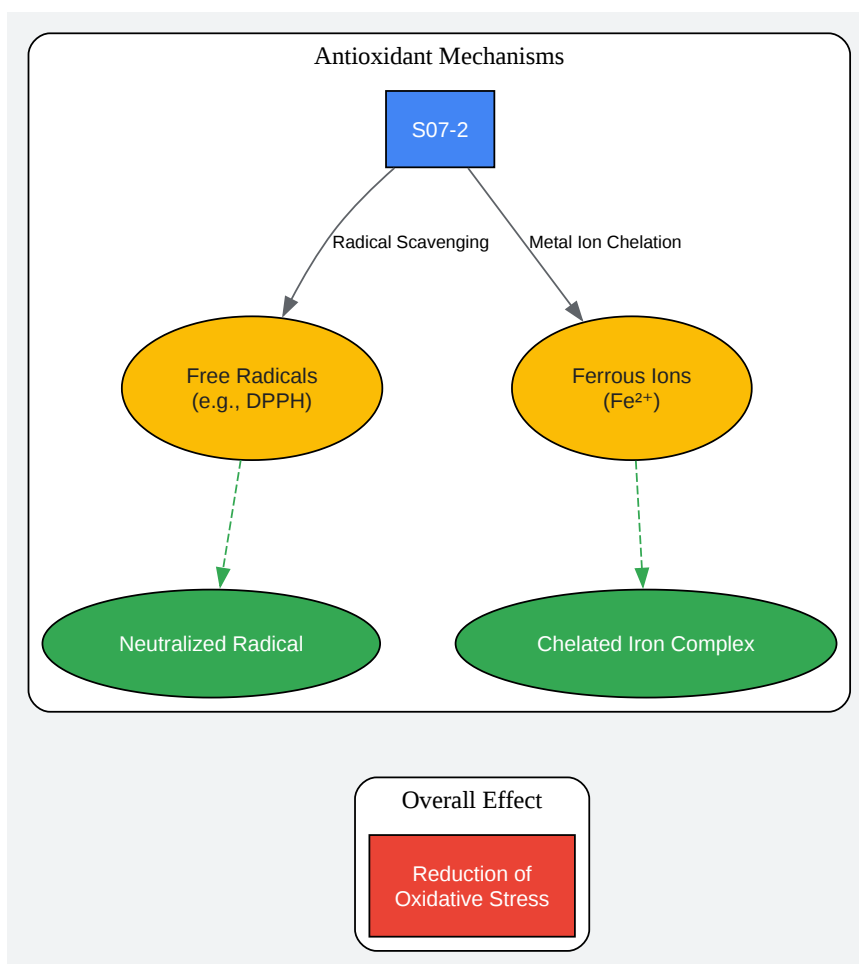 Antioxidant Mechanisms
S07-2
Radical Scavenging
Metal Ion Chelation
Free Radicals
(e.g., DPPH)
Ferrous Ions
(Fe²⁺)
Neutralized Radical
Chelated Iron Complex
Overall Effect
Reduction of
Oxidative Stress